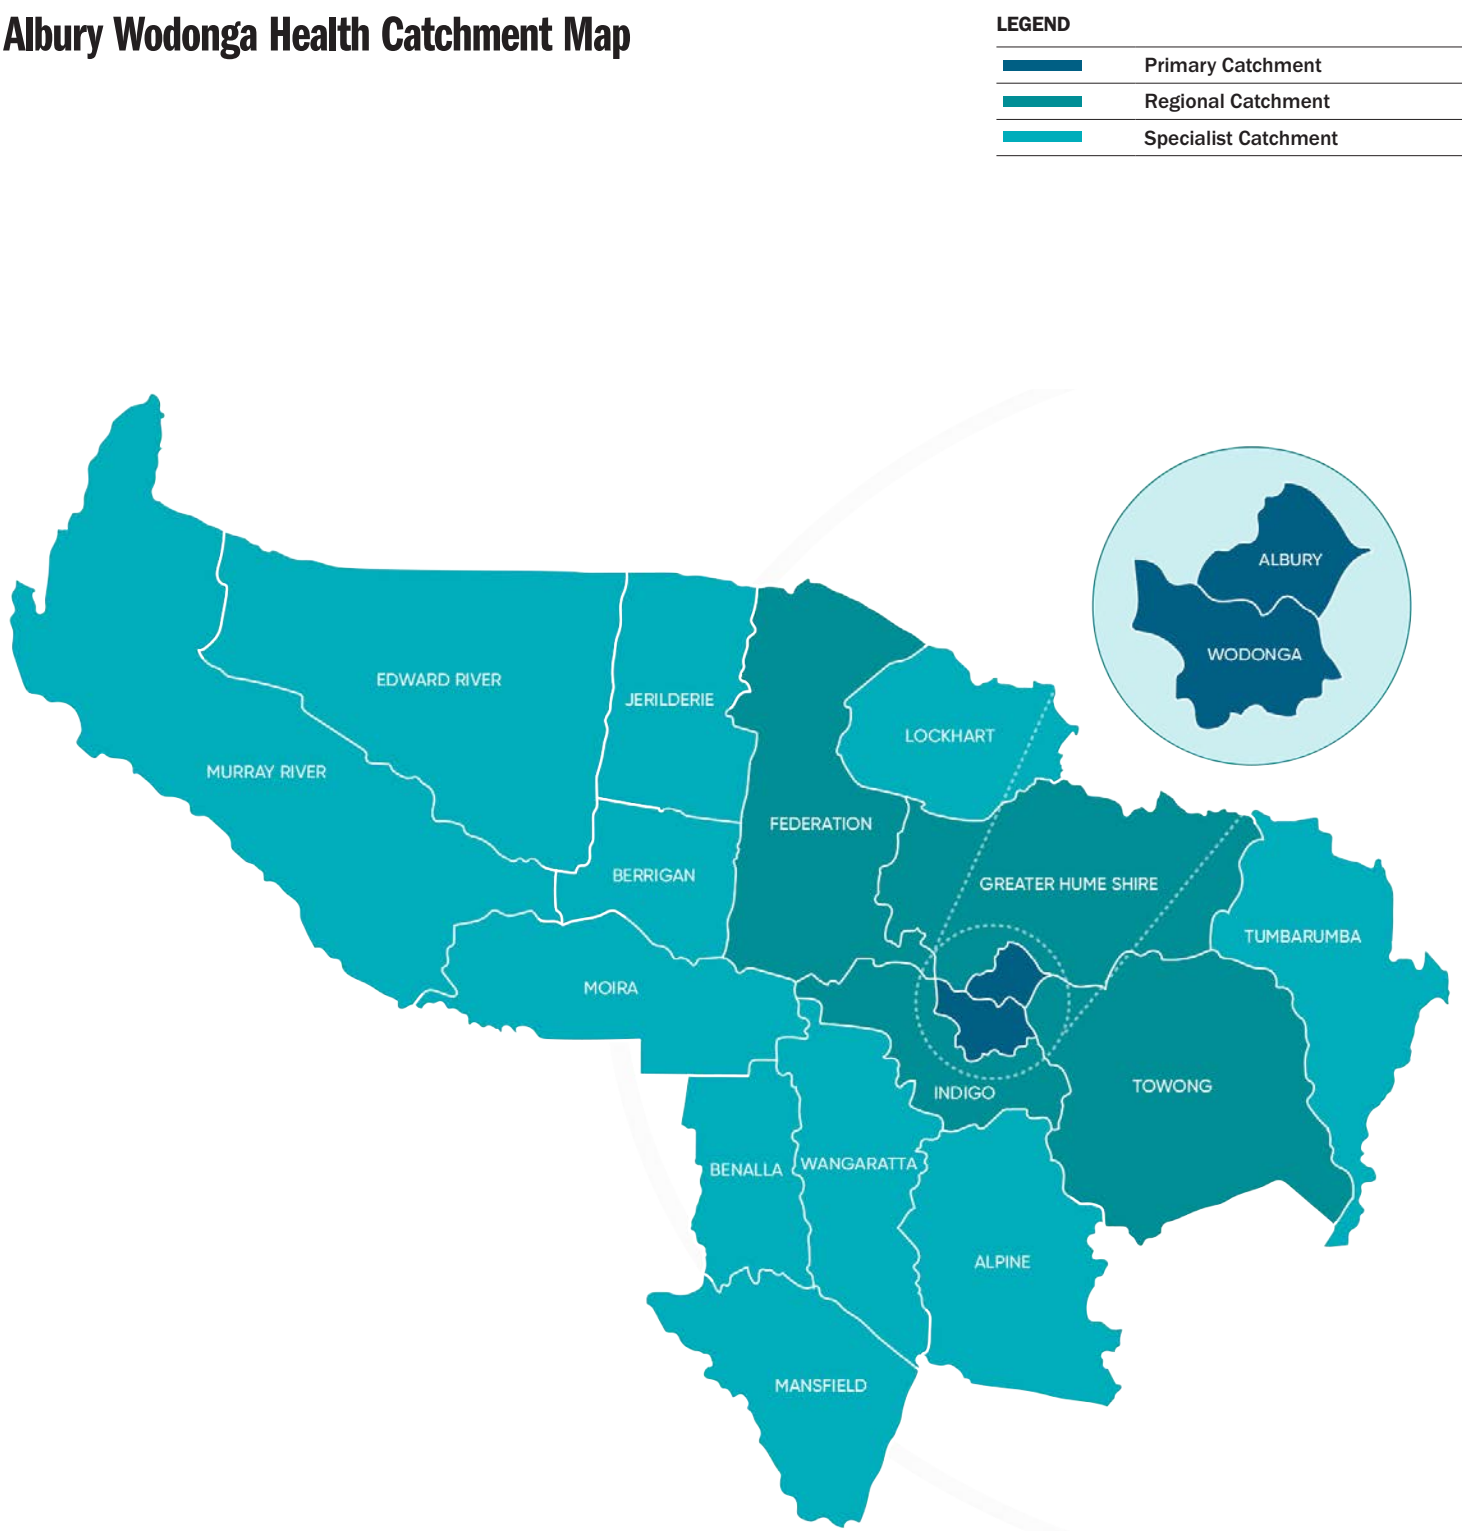 Albury Wodonga Health Catchment Map
LEGEND
Primary Catchment
Regional Catchment
Specialist Catchment
ALBURY
WODONGA
EDWARD RIVER
JERILDERIE
LOCKHART
MURRAY RIVER
FEDERATION
BERRIGAN
GREATER HUME SHIRE
TUMBARUMBA
MOIRA
INDIGO
TOWONG
BENALLA
WANGARATTA
ALPINE
MANSFIELD